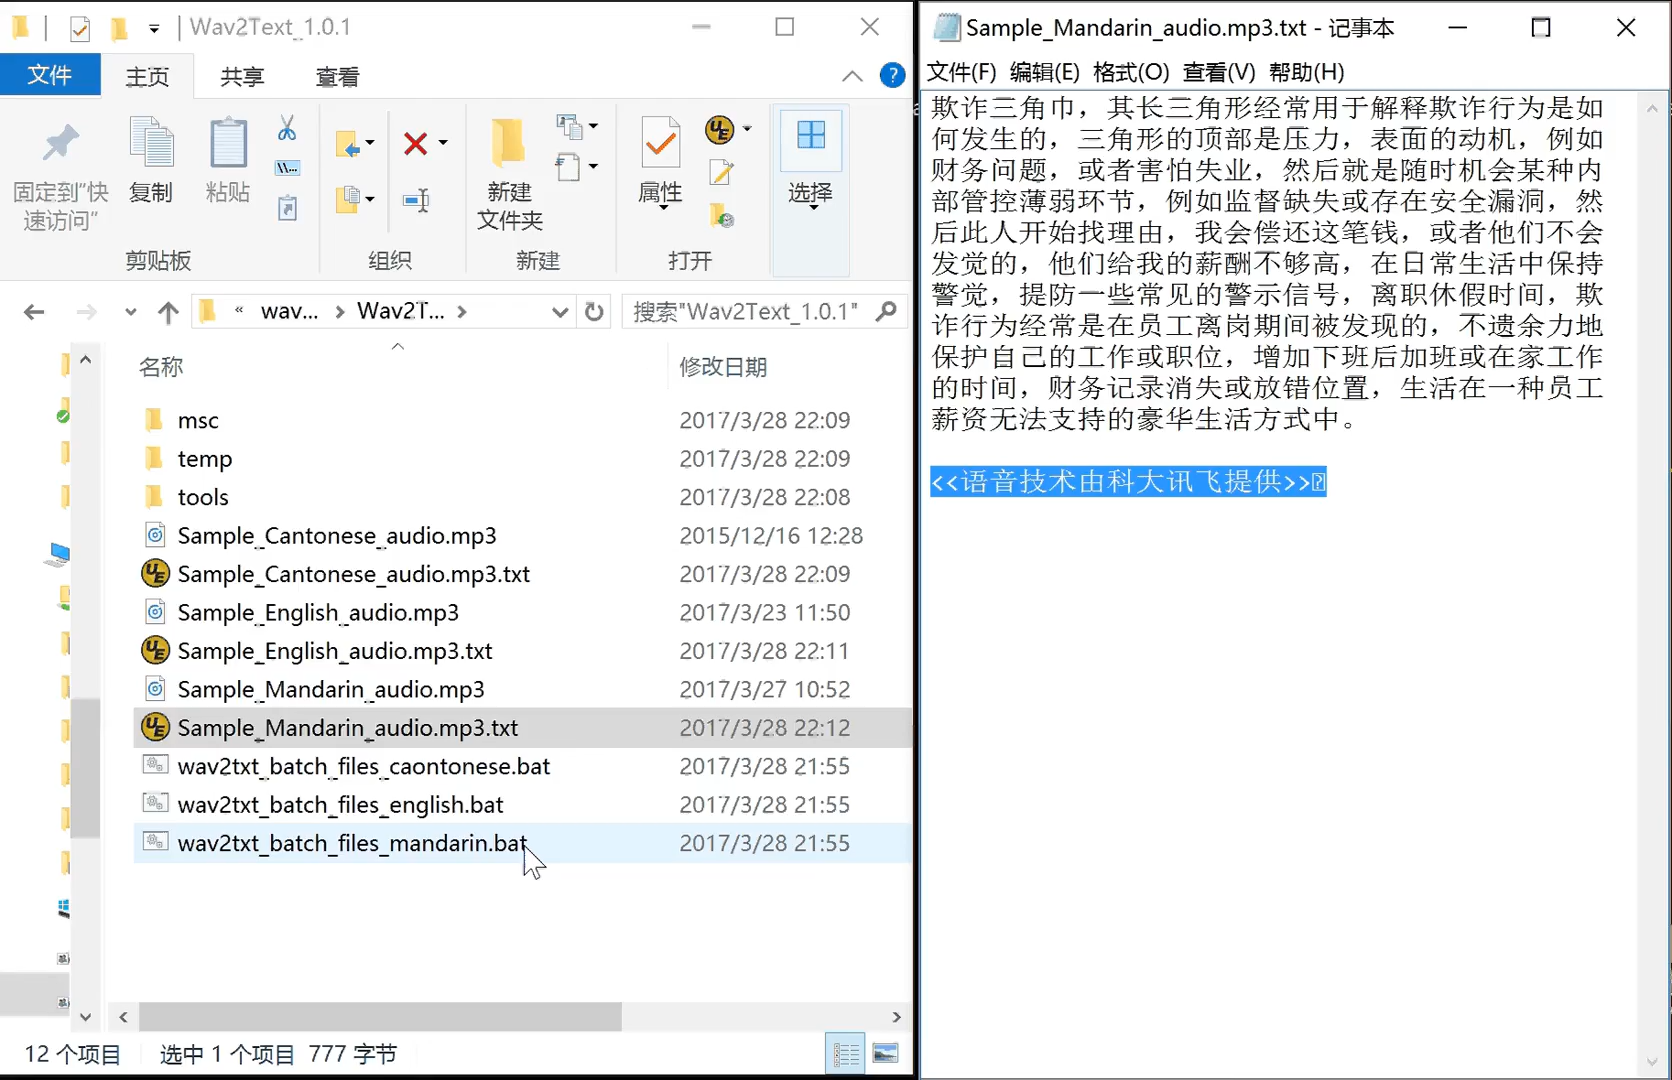 Wav2Text_1.0.1
文件
主页
共享
查看
固定到"快
速访问"
复制
粘贴
新建
文件夹
属性
选择
剪贴板
组织
新建
打开
« wav... > Wav2T... >
搜索"Wav2Text_1.0.1"
名称
修改日期
msc 2017/3/28 22:09
temp 2017/3/28 22:09
tools 2017/3/28 22:08
Sample_Cantonese_audio.mp3 2015/12/16 12:28
Sample_Cantonese_audio.mp3.txt 2017/3/28 22:09
Sample_English_audio.mp3 2017/3/23 11:50
Sample_English_audio.mp3.txt 2017/3/28 22:11
Sample_Mandarin_audio.mp3 2017/3/27 10:52
Sample_Mandarin_audio.mp3.txt 2017/3/28 22:12
wav2txt_batch_files_caontonese.bat 2017/3/28 21:55
wav2txt_batch_files_english.bat 2017/3/28 21:55
wav2txt_batch_files_mandarin.bat 2017/3/28 21:55
12 个项目 选中 1 个项目 777 字节
Sample_Mandarin_audio.mp3.txt - 记事本
文件(F) 编辑(E) 格式(O) 查看(V) 帮助(H)
欺诈三角巾，其长三角形经常用于解释欺诈行为是如
何发生的，三角形的顶部是压力，表面的动机，例如
财务问题，或者害怕失业，然后就是随时机会某种内
部管控薄弱环节，例如监督缺失或存在安全漏洞，然
后此人开始找理由，我会偿还这笔钱，或者他们不会
发觉的，他们给我的薪酬不够高，在日常生活中保持
警觉，提防一些常见的警示信号，离职休假时间，欺
诈行为经常是在员工离岗期间被发现的，不遗余力地
保护自己的工作或职位，增加下班后加班或在家工作
的时间，财务记录消失或放错位置，生活在一种员工
薪资无法支持的豪华生活方式中。
<<语音技术由科大讯飞提供>>